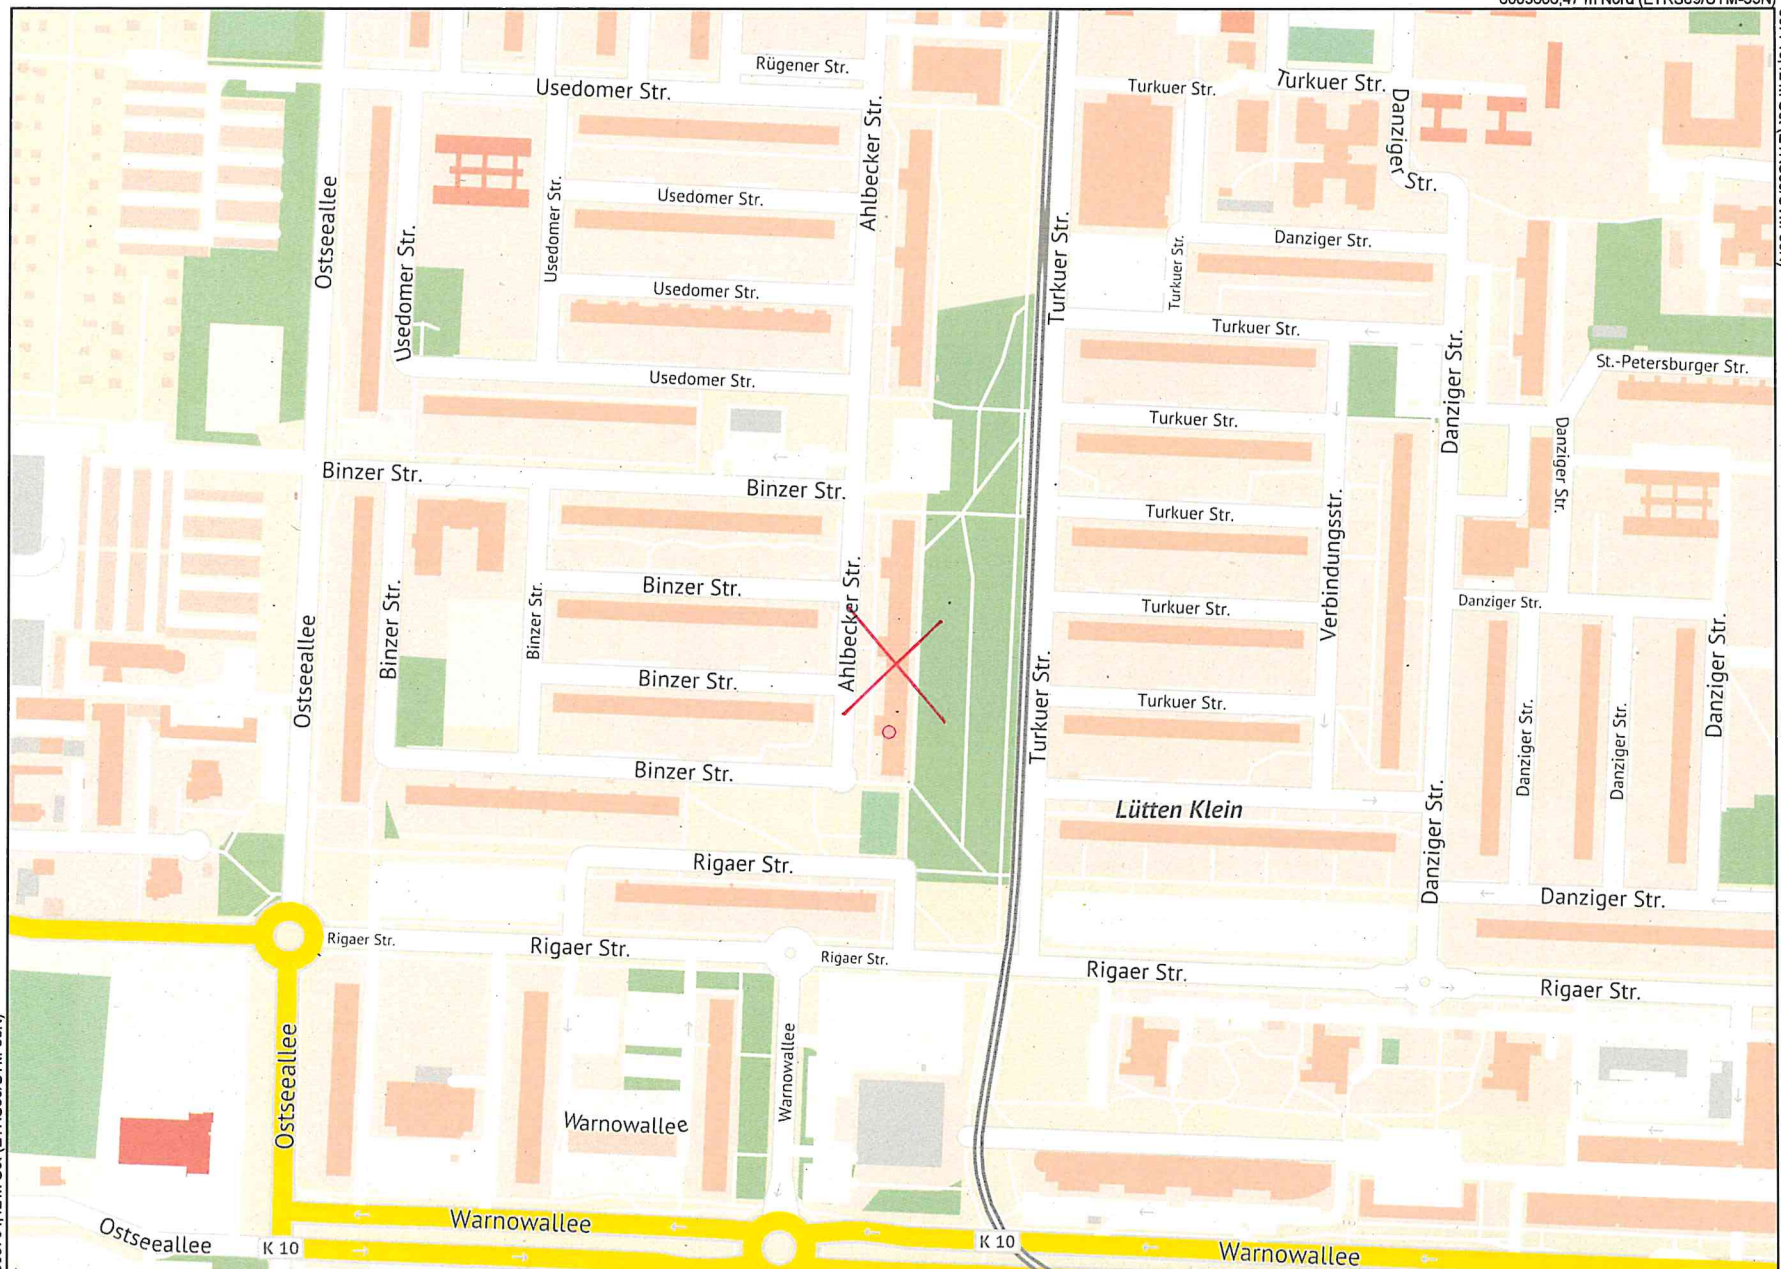 Rügener Str.
Usedomer Str.
Turkuer Str.
Turkuer Str.
Danziger Str.
Ahlbecker Str.
Ostseeallee
Usedomer Str.
Usedomer Str.
Usedomer Str.
Turkuer Str.
Turkuer Str.
Danziger Str.
Usedomer Str.
Usedomer Str.
Turkuer Str.
Danziger Str.
St.-Petersburger Str.
Usedomer Str.
Turkuer Str.
Danziger Str.
Binzer Str.
Binzer Str.
Turkuer Str.
Verbindungsstr.
Ahlbecker Str.
Binzer Str.
Binzer Str.
Binzer Str.
Turkuer Str.
Danziger Str.
Danziger Str.
Ostseeallee
Binzer Str.
Turkuer Str.
Turkuer Str.
Danziger Str.
Danziger Str.
Binzer Str.
Lütten Klein
Danziger Str.
Rigaer Str.
Danziger Str.
Rigaer Str.
Rigaer Str.
Rigaer Str.
Rigaer Str.
Rigaer Str.
Ostseeallee
Warnowallee
Warnowallee
Warnowallee
Ostseeallee
K 10
K 10
Warnowallee